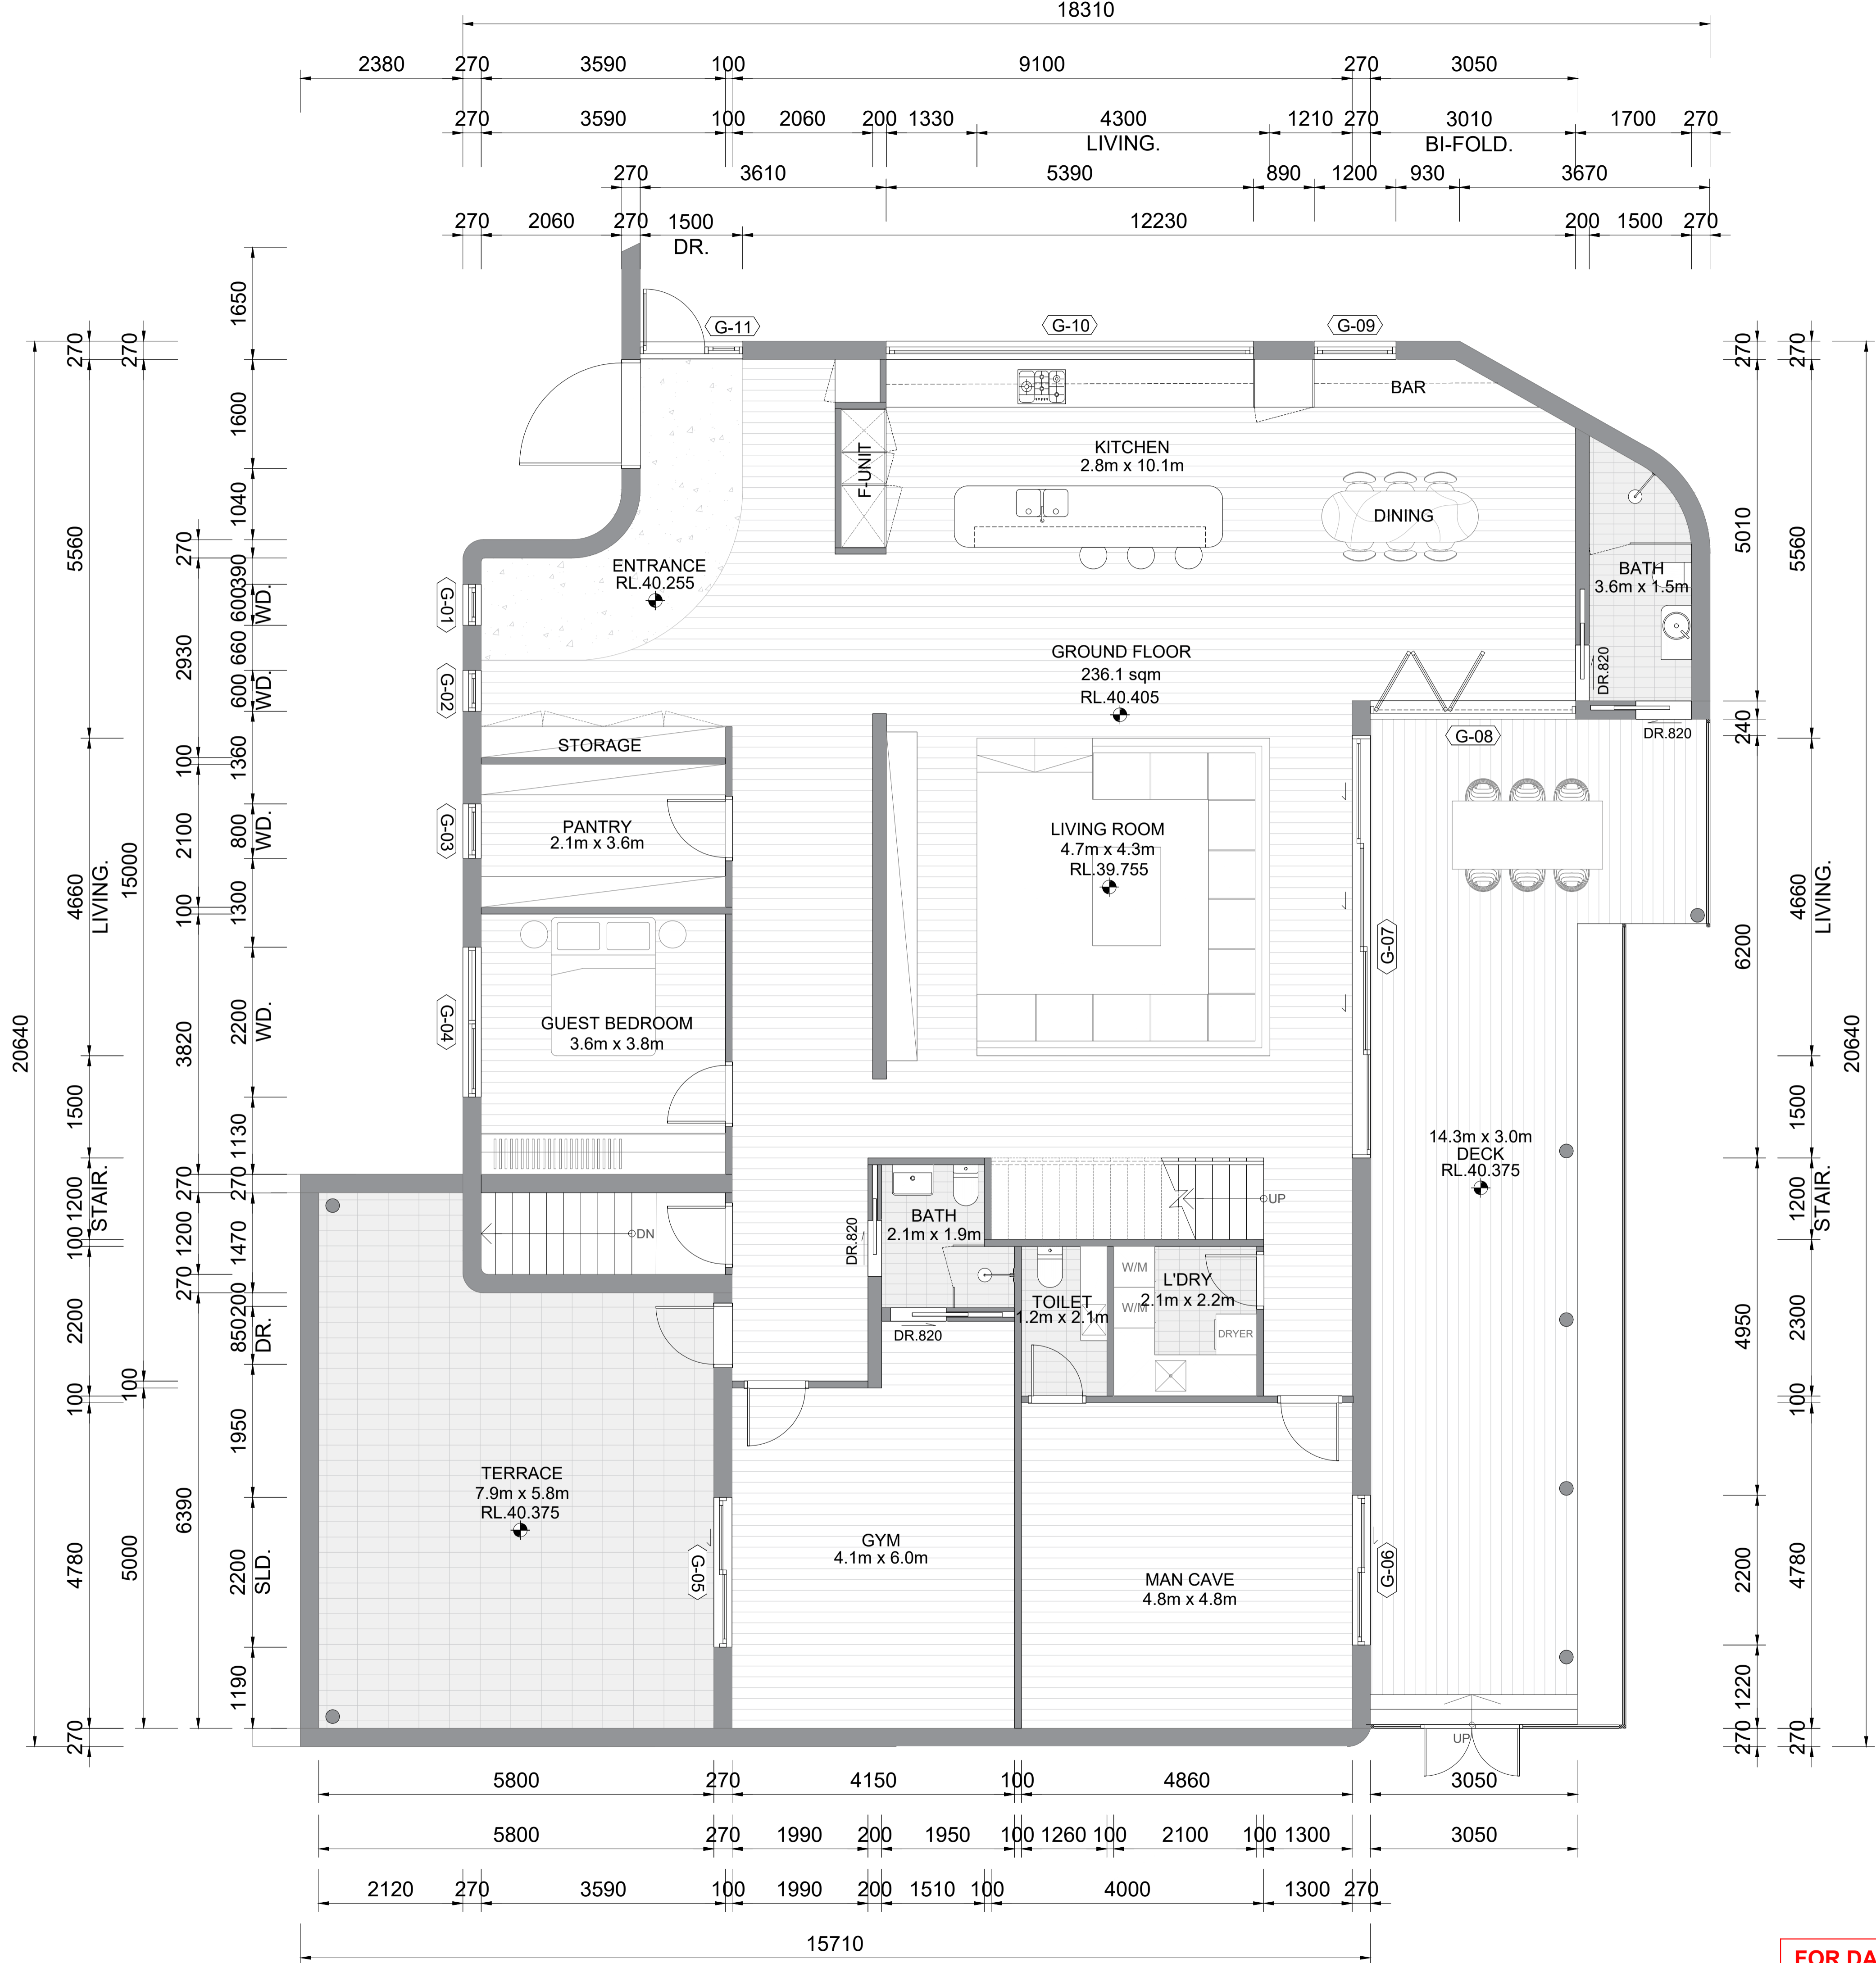 18310
2380 270 3590 100 9100 270 3050
270 3590 100 2060 200 1330 4300 1210 270 3010 1700 270
LIVING. BI-FOLD.
270 3610 5390 890 1200 930 3670
270 2060 270 1500 12230 200 1500 270
DR.
20640
270 5560 4660 1500 1200 100 2200 100 4780 270
LIVING. STAIR.
270 15000 100 5000
270 2930 100 2100 100 3820 270 1200 270 6390
1650 1600 1040 390 600 660 600 1360 800 1300 2200 1130 270 1470 200 850 1950 2200 1190
WD. WD. WD. WD. DR. SLD.
G-11
G-10
G-09
BAR
KITCHEN
2.8m x 10.1m
F-UNIT
DINING
ENTRANCE
RL.40.255
BATH
3.6m x 1.5m
G-01
G-02
GROUND FLOOR
236.1 sqm
RL.40.405
DR.820
DR.820
G-08
STORAGE
G-03
PANTRY
2.1m x 3.6m
LIVING ROOM
4.7m x 4.3m
RL.39.755
G-07
G-04
GUEST BEDROOM
3.6m x 3.8m
14.3m x 3.0m
DECK
RL.40.375
UP
DN
BATH
2.1m x 1.9m
DR.820
DR.820
W/M
W/M
L'DRY
2.1m x 2.2m
TOILET
1.2m x 2.1m
DRYER
TERRACE
7.9m x 5.8m
RL.40.375
G-05
GYM
4.1m x 6.0m
MAN CAVE
4.8m x 4.8m
G-06
UP
270 5010 240 6200 4950 2200 1220 270
270 5560 4660 1500 1200 2300 100 4780 270
LIVING. STAIR.
20640
5800 270 4150 100 4860 3050
5800 270 1990 200 1950 100 1260 100 2100 100 1300 3050
2120 270 3590 100 1990 200 1510 100 4000 1300 270
15710
FOR DA